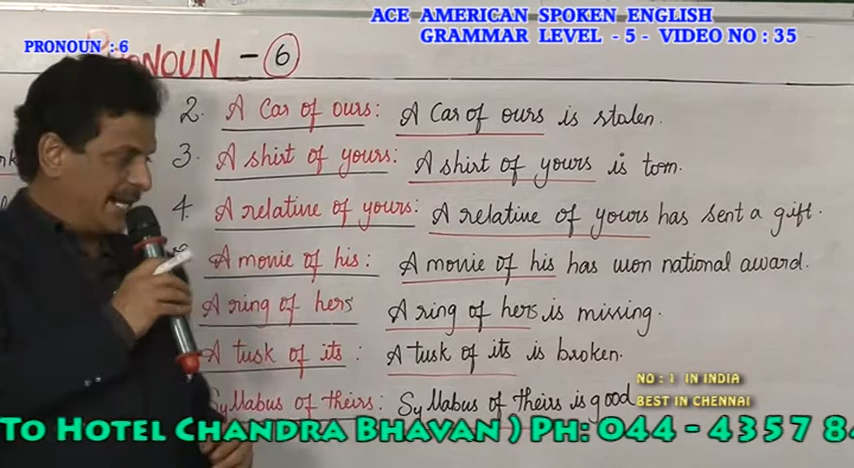 ACE AMERICAN SPOKEN ENGLISH
GRAMMAR LEVEL - 5 - VIDEO NO : 35
PRONOUN : 6
PRONOUN - 6
2. A Car of ours: A Car of ours is stolen.
3. A shirt of yours: A shirt of yours is torn.
4. A relative of yours: A relative of yours has sent a gift.
A movie of his: A movie of his has won national award.
A ring of hers A ring of hers is missing.
A tusk of its: A tusk of its is broken.
Syllabus of theirs: Syllabus of theirs is good
NO : 1 IN INDIA
BEST IN CHENNAI
To Hotel Chandra Bhavan ) Ph: 044 - 4357 84